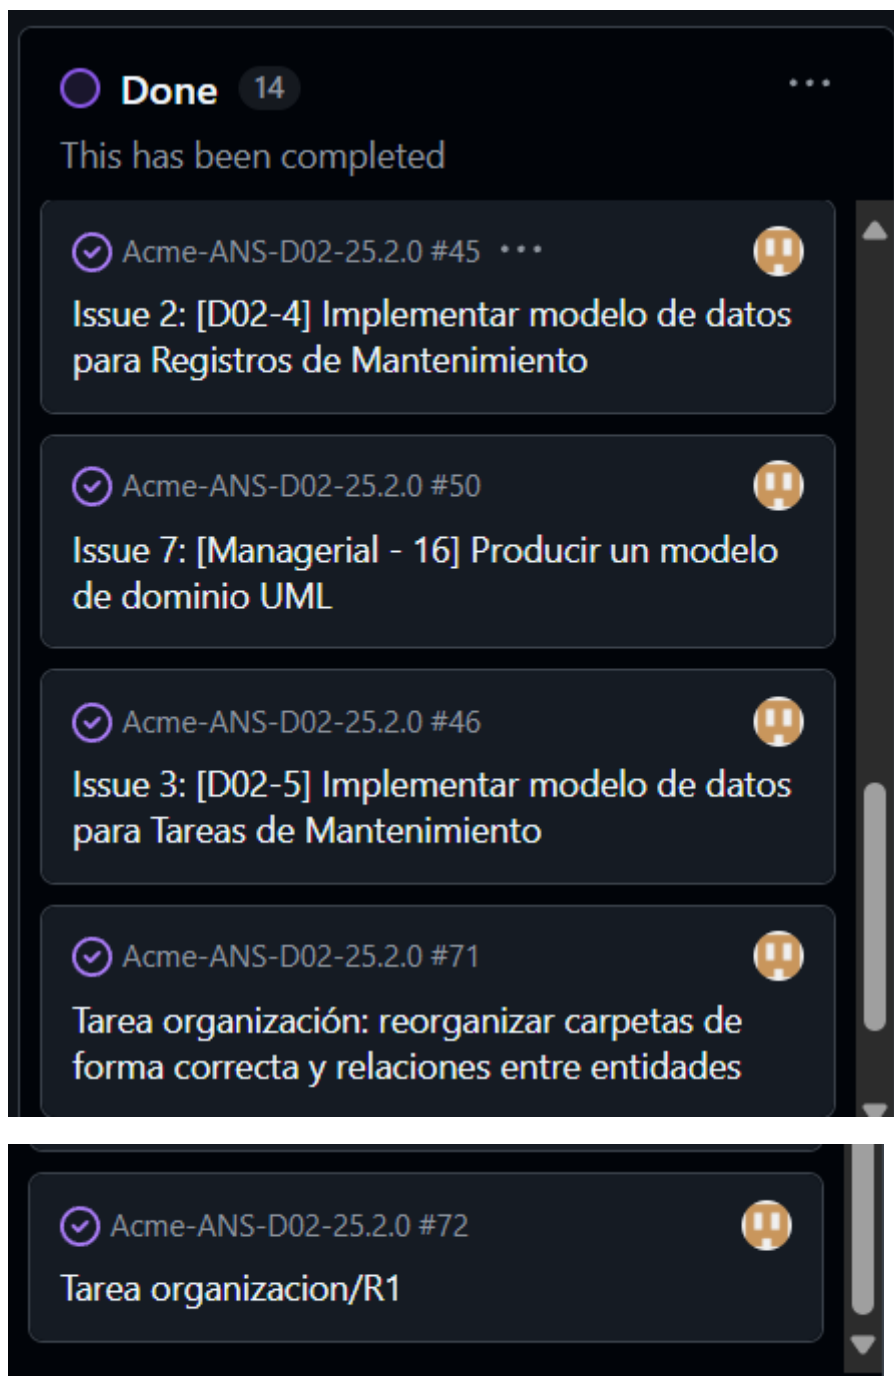 Done 14
This has been completed
Acme-ANS-D02-25.2.0 #45
Issue 2: [D02-4] Implementar modelo de datos
para Registros de Mantenimiento
Acme-ANS-D02-25.2.0 #50
Issue 7: [Managerial - 16] Producir un modelo
de dominio UML
Acme-ANS-D02-25.2.0 #46
Issue 3: [D02-5] Implementar modelo de datos
para Tareas de Mantenimiento
Acme-ANS-D02-25.2.0 #71
Tarea organización: reorganizar carpetas de
forma correcta y relaciones entre entidades
Acme-ANS-D02-25.2.0 #72
Tarea organizacion/R1